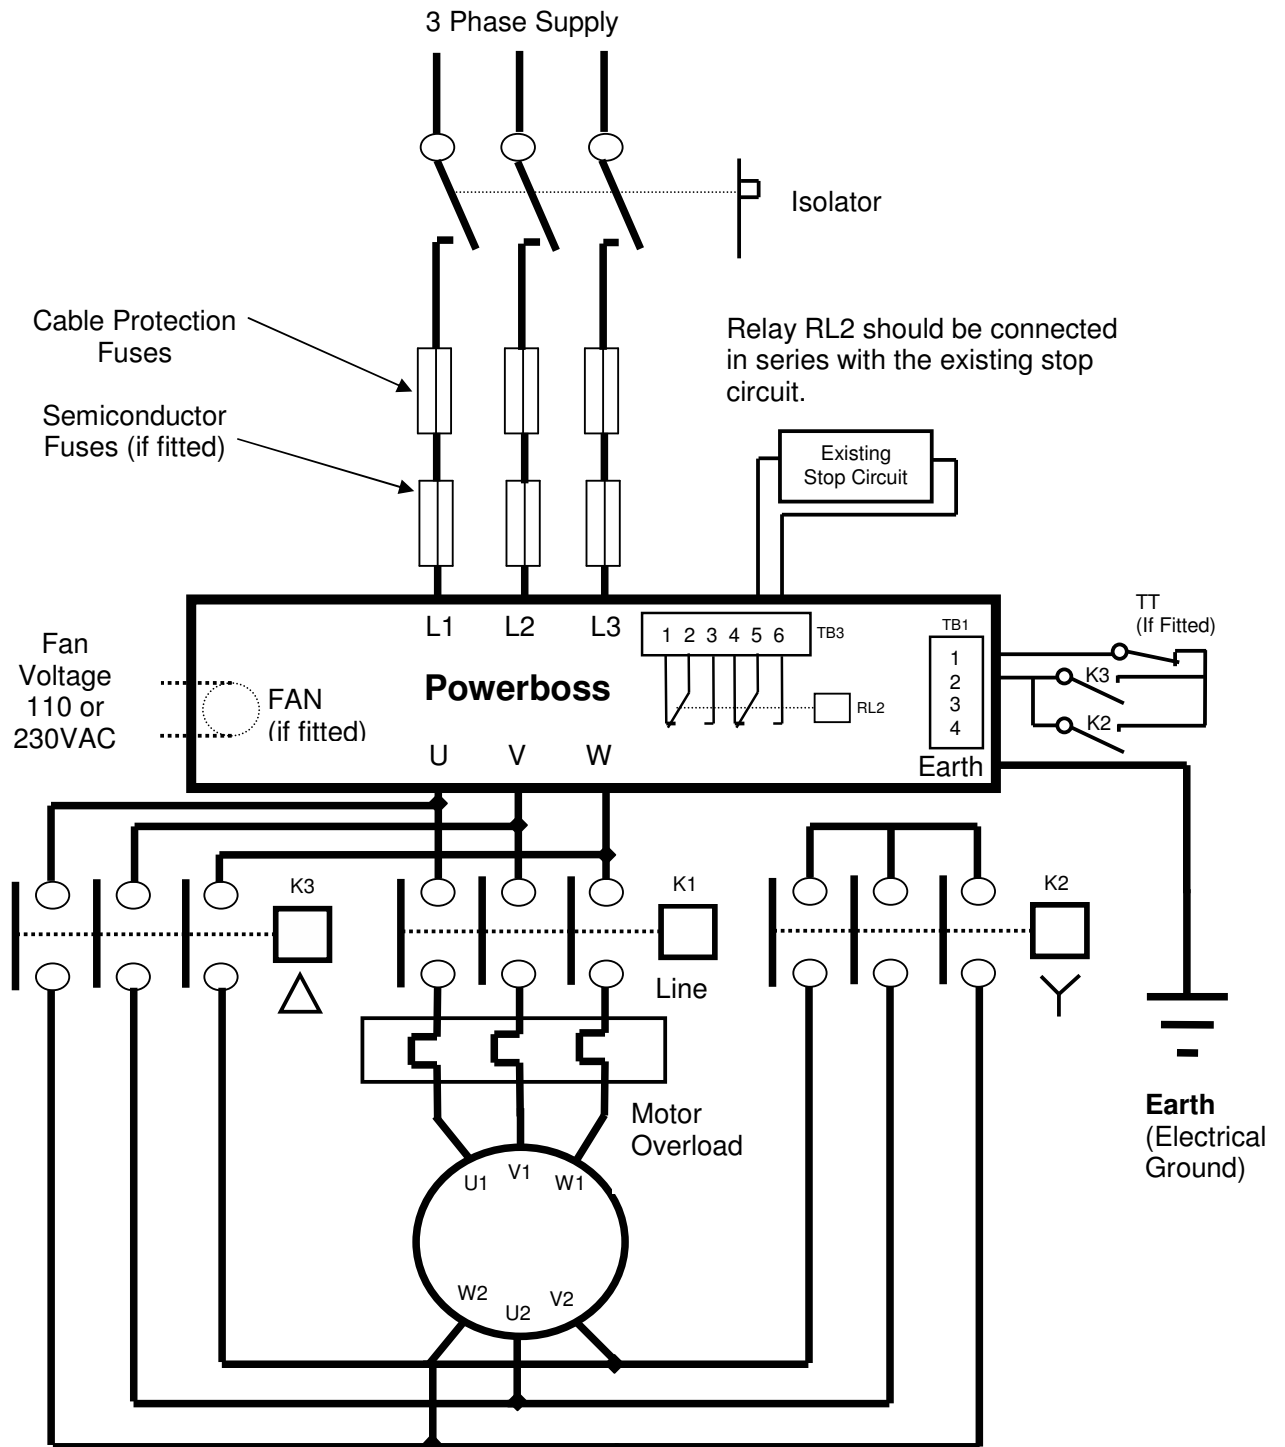 3 Phase Supply
Isolator
Cable Protection
Fuses
Relay RL2 should be connected
in series with the existing stop
circuit.
Semiconductor
Fuses (if fitted)
Existing
Stop Circuit
TT
(If Fitted)
L1 L2 L3
1 2 3 4 5 6
TB3
TB1
Fan
Voltage
110 or
230VAC
FAN
(if fitted)
Powerboss
RL2
1
2
3
4
K3
K2
U V W
Earth
K3
K1
K2
Line
Motor
Overload
Earth
(Electrical
Ground)
U1 V1 W1
W2 U2 V2